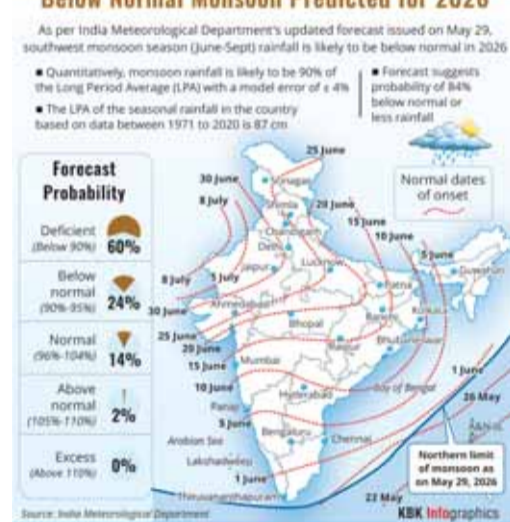 Below Normal Monsoon Predicted for 2026
As per India Meteorological Department's updated forecast issued on May 29,
southwest monsoon season (June-Sept) rainfall is likely to be below normal in 2026
■ Quantitatively, monsoon rainfall is likely to be 90% of
the Long Period Average (LPA) with a model error of ± 4%
■ The LPA of the seasonal rainfall in the country
based on data between 1971 to 2020 is 87 cm
■ Forecast suggests
probability of 84%
below normal or
less rainfall
Forecast
Probability
Deficient
(Below 90%)
60%
Below
normal
(90%-95%)
24%
Normal
(96%-104%)
14%
Above
normal
(105%-110%)
2%
Excess
(Above 110%)
0%
Normal dates
of onset
25 June
30 June
Srinagar
8 July
Shimla
20 June
15 June
Chandigarh
10 June
Delhi
5 June
Jaipur
Lucknow
Guwahati
8 July
5 July
Patna
30 June
Ahmedabad
Ranchi
Kolkata
Bhopal
25 June
Raipur
Bhubaneswar
20 June
15 June
Mumbai
1 June
10 June
Hyderabad
Bay of Bengal
26 May
Panaji
5 June
Bengaluru
Chennai
A&N IS.
Arabian Sea
Lakshadweep
1 June
Northern limit
of monsoon as
on May 29, 2026
Thiruvananthapuram
22 May
Source: India Meteorological Department
KBK Infographics